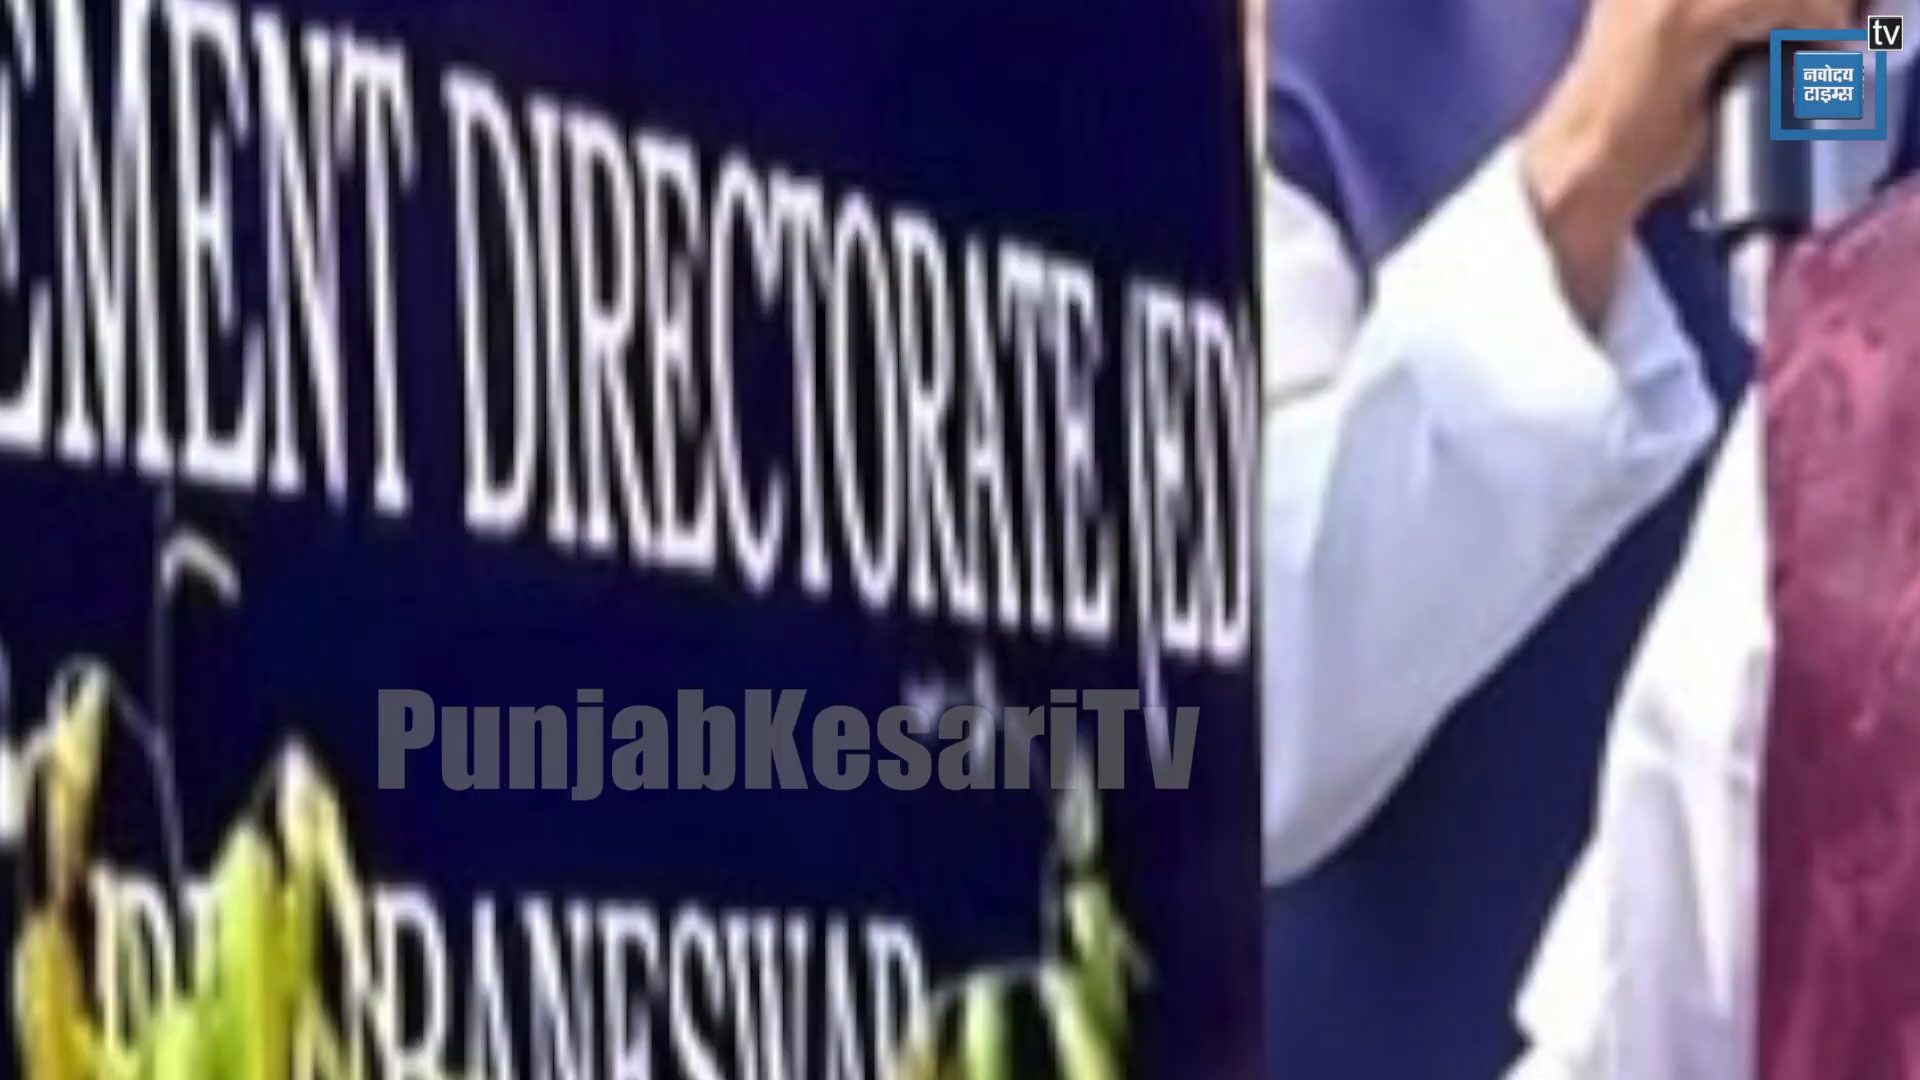 EMENT DIRECTORATE (ED)
tv
नवोदय
टाइम्स
PunjabKesariTv